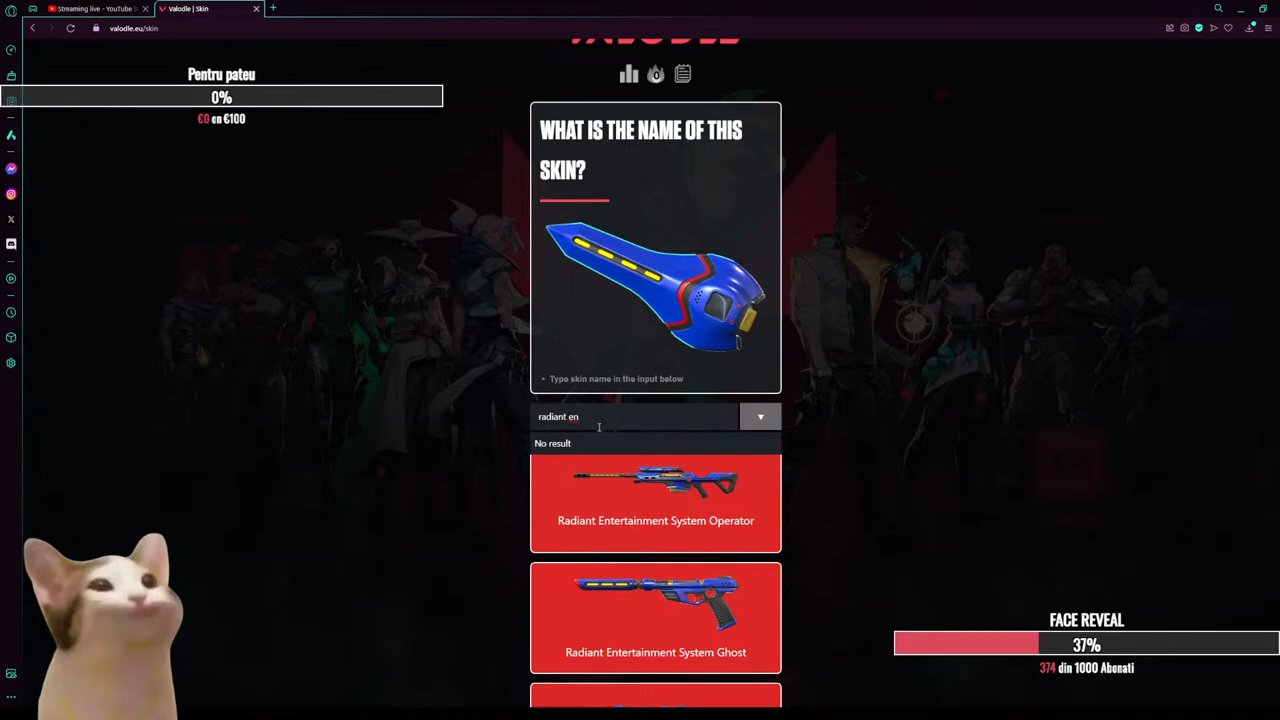 Streaming live - YouTube S
Valodle | Skin
valodle.eu/skin
VALODLE
Pentru pateu
0%
€0 en €100
0
WHAT IS THE NAME OF THIS
SKIN?
Type skin name in the input below
radiant en
No result
Radiant Entertainment System Operator
Radiant Entertainment System Ghost
FACE REVEAL
37%
374 din 1000 Abonati